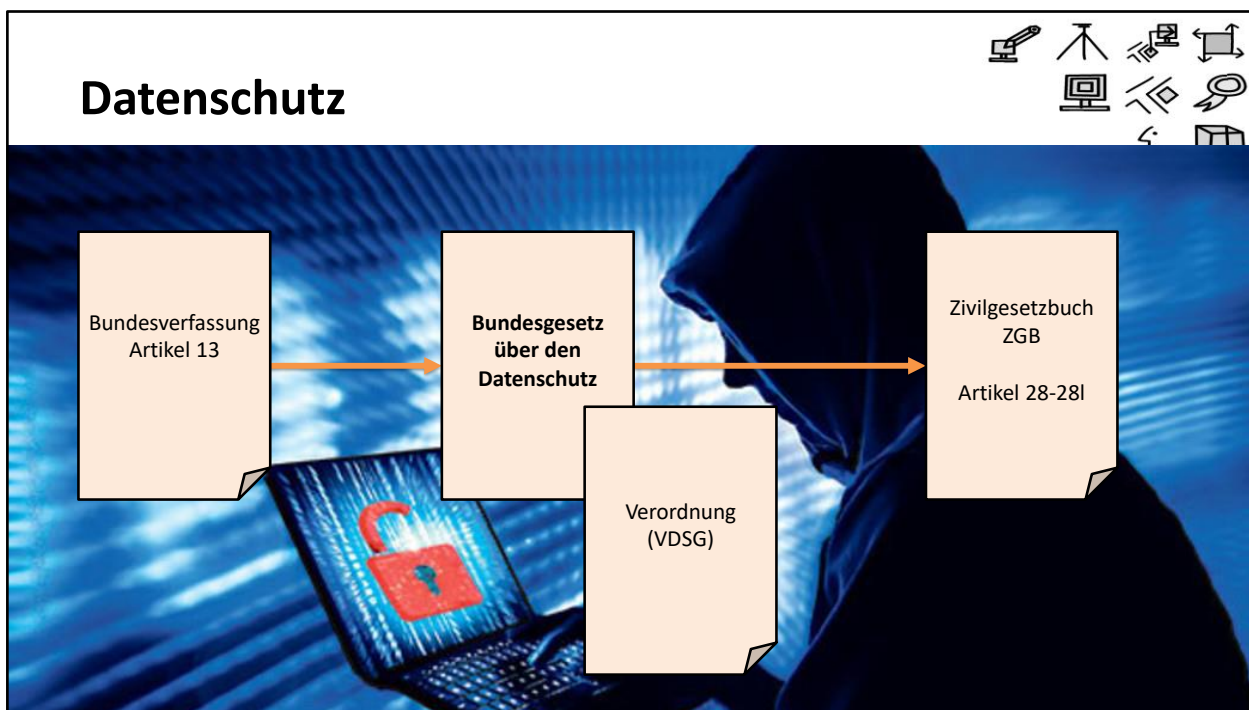 Datenschutz
Bundesverfassung
Artikel 13
Bundesgesetz
über den
Datenschutz
Verordnung
(VDSG)
Zivilgesetzbuch
ZGB
Artikel 28-28l